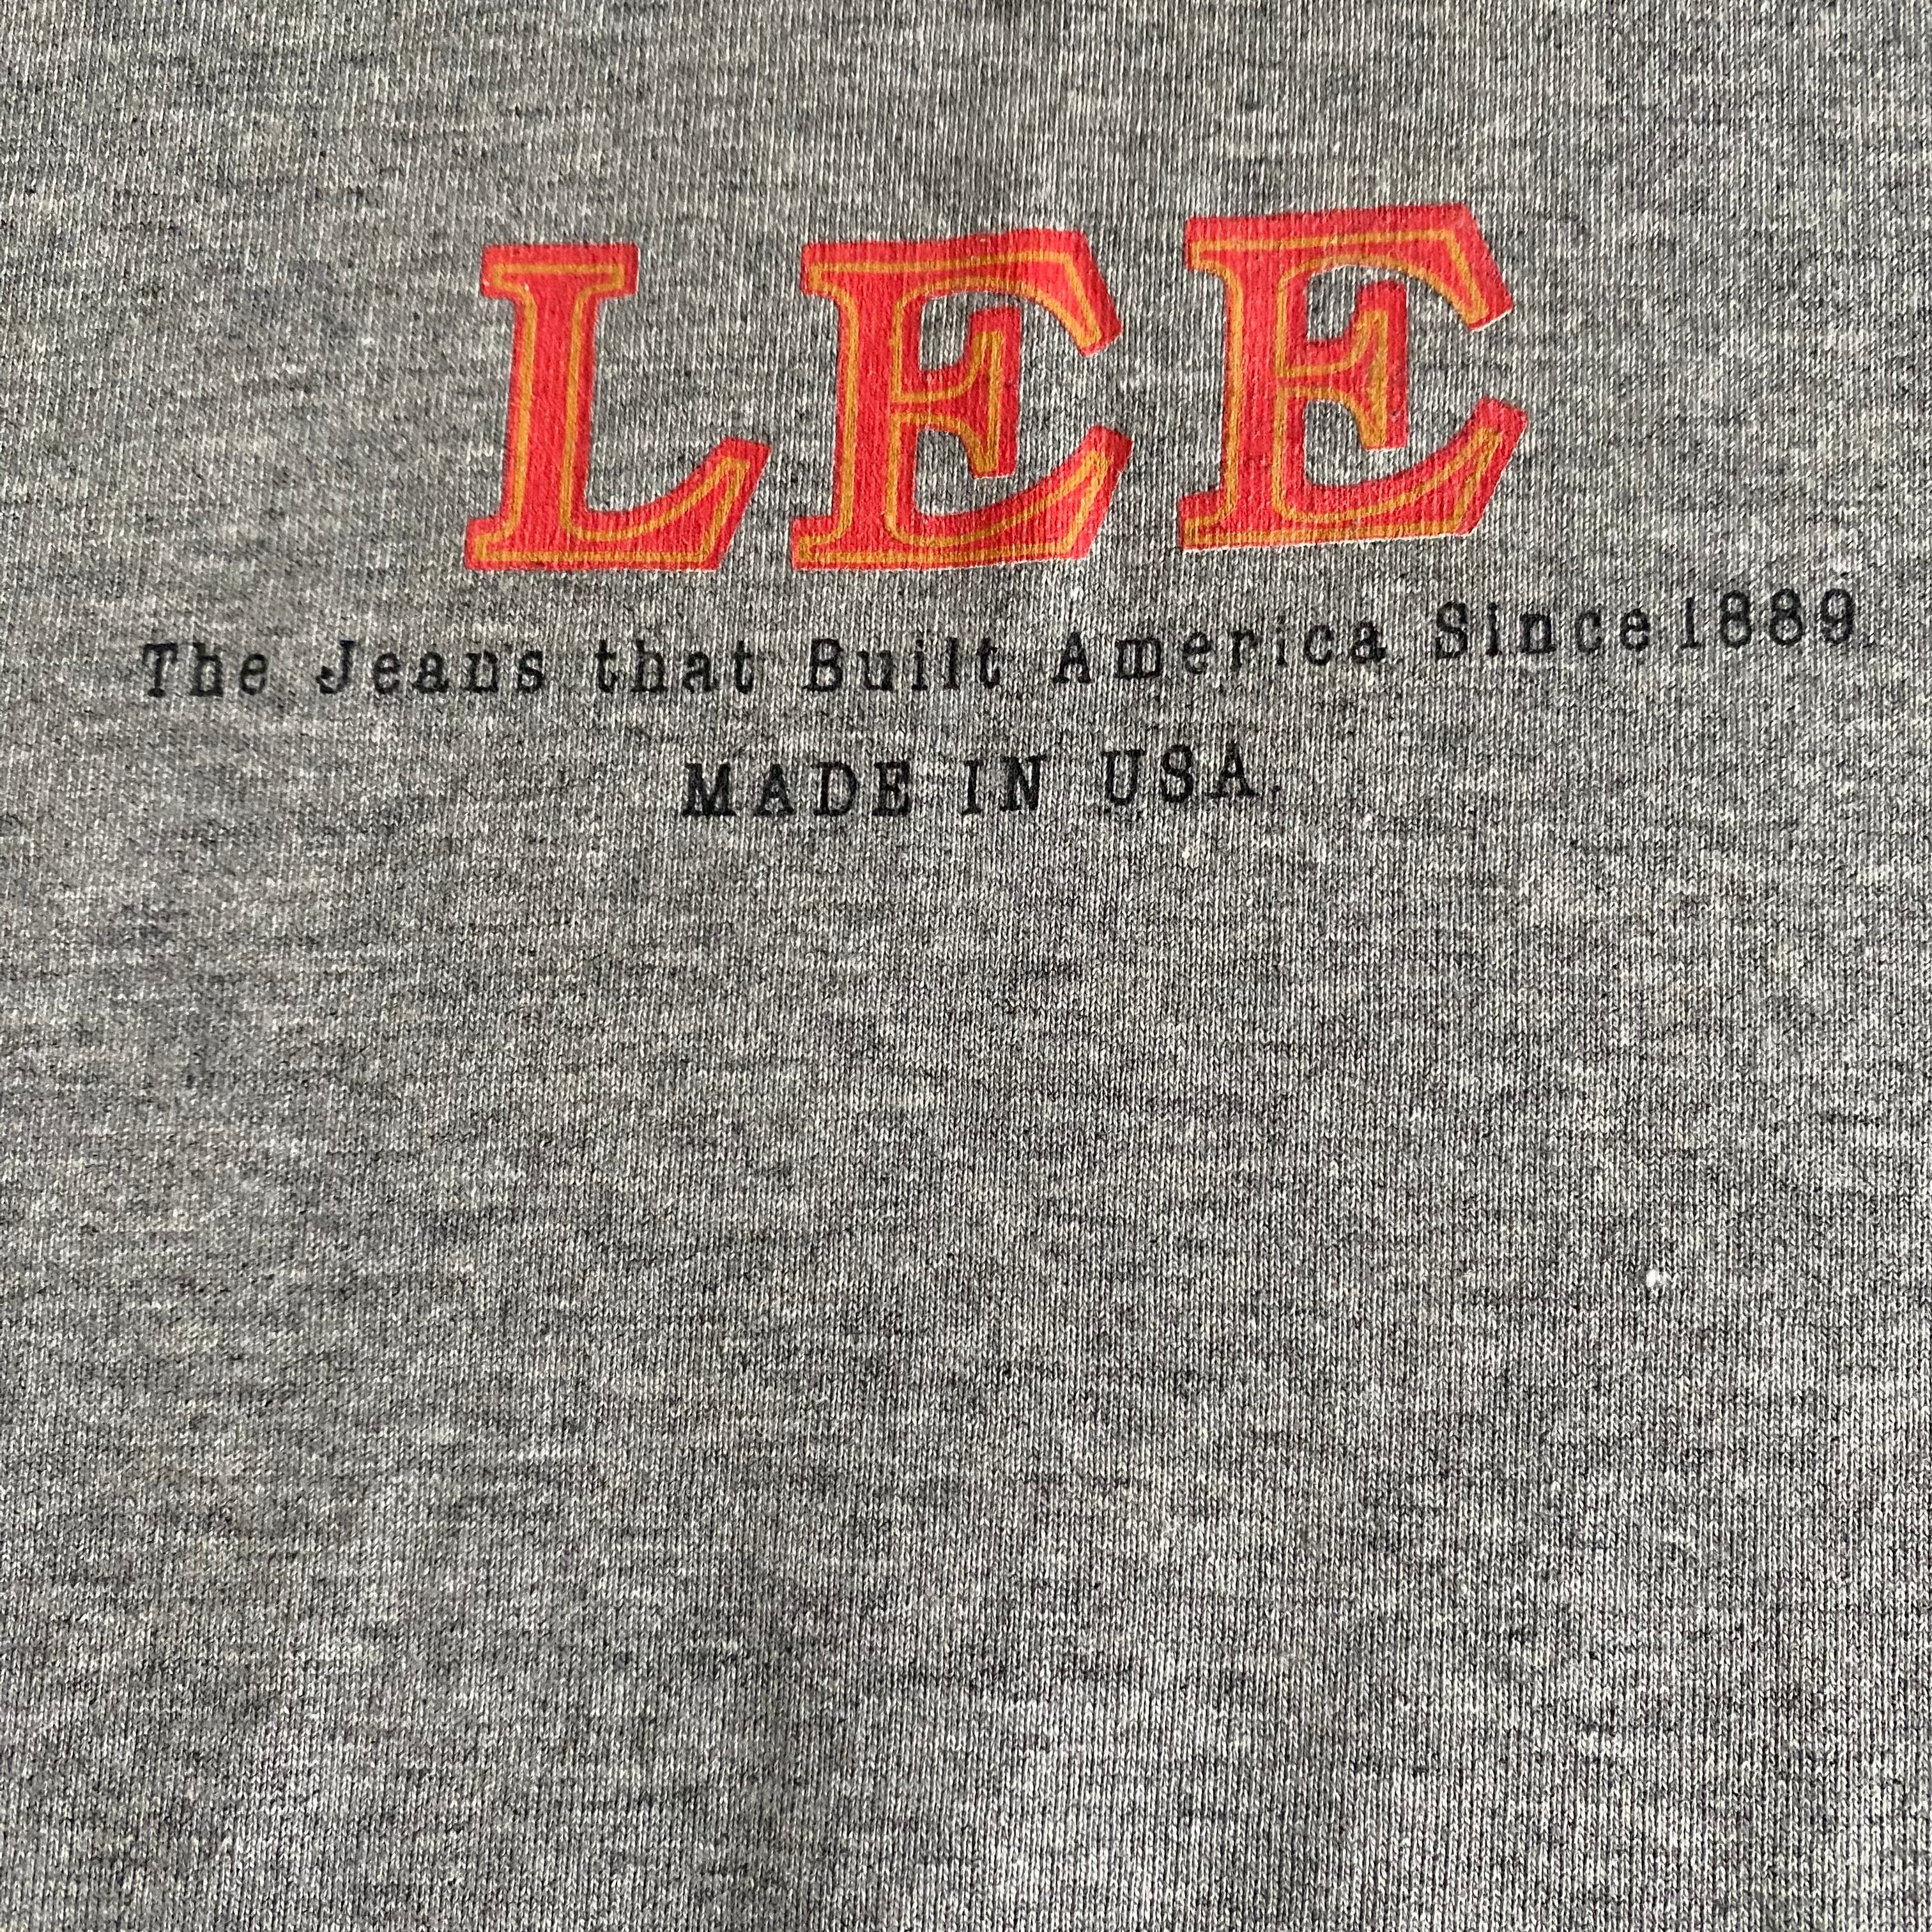 LEE
The Jeans that Built America Since 1889.
MADE IN USA.